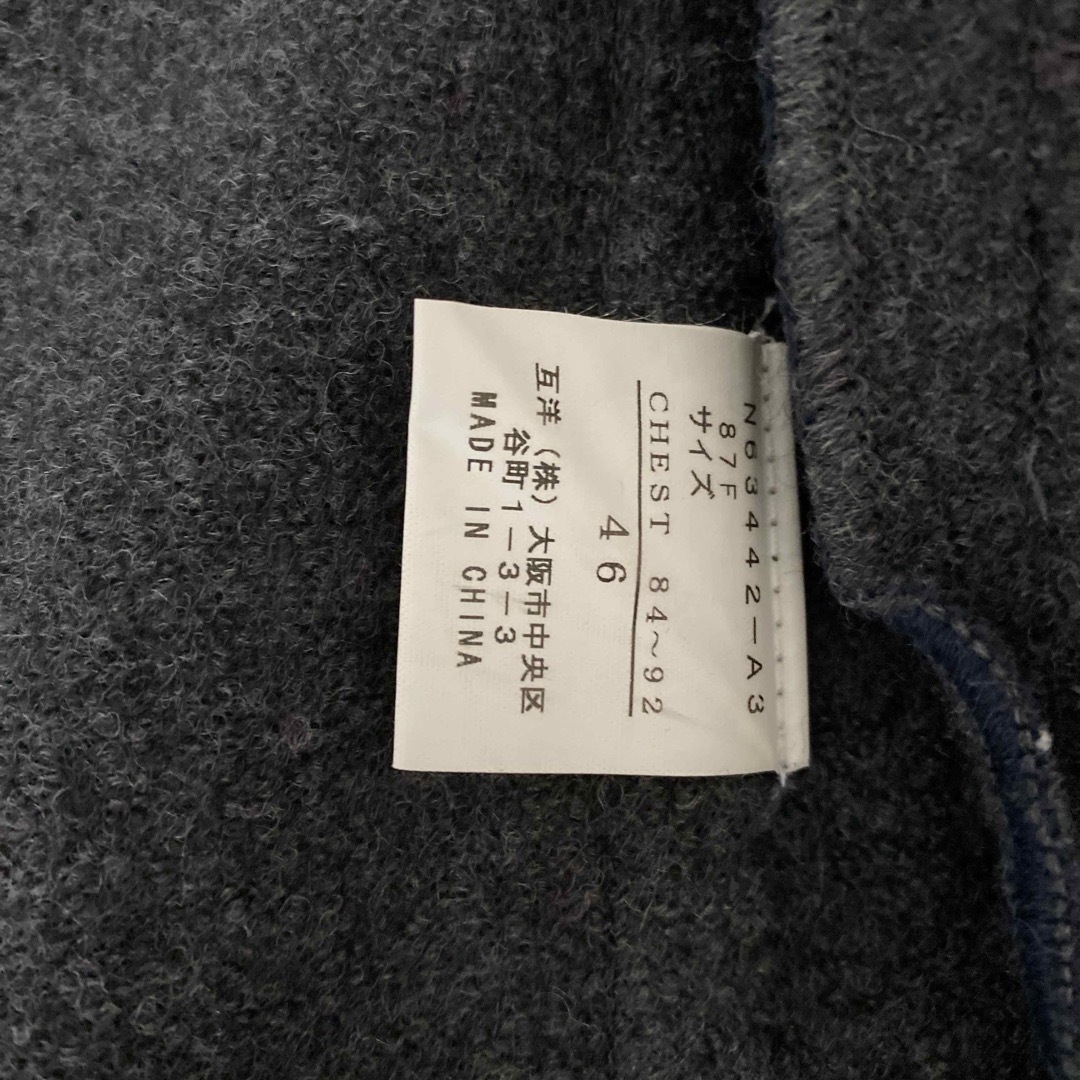 N63442—A3
87F
サイズ
CHEST 84~92
46
互洋(株)大阪市中央区
谷町1—3—3
MADE IN CHINA